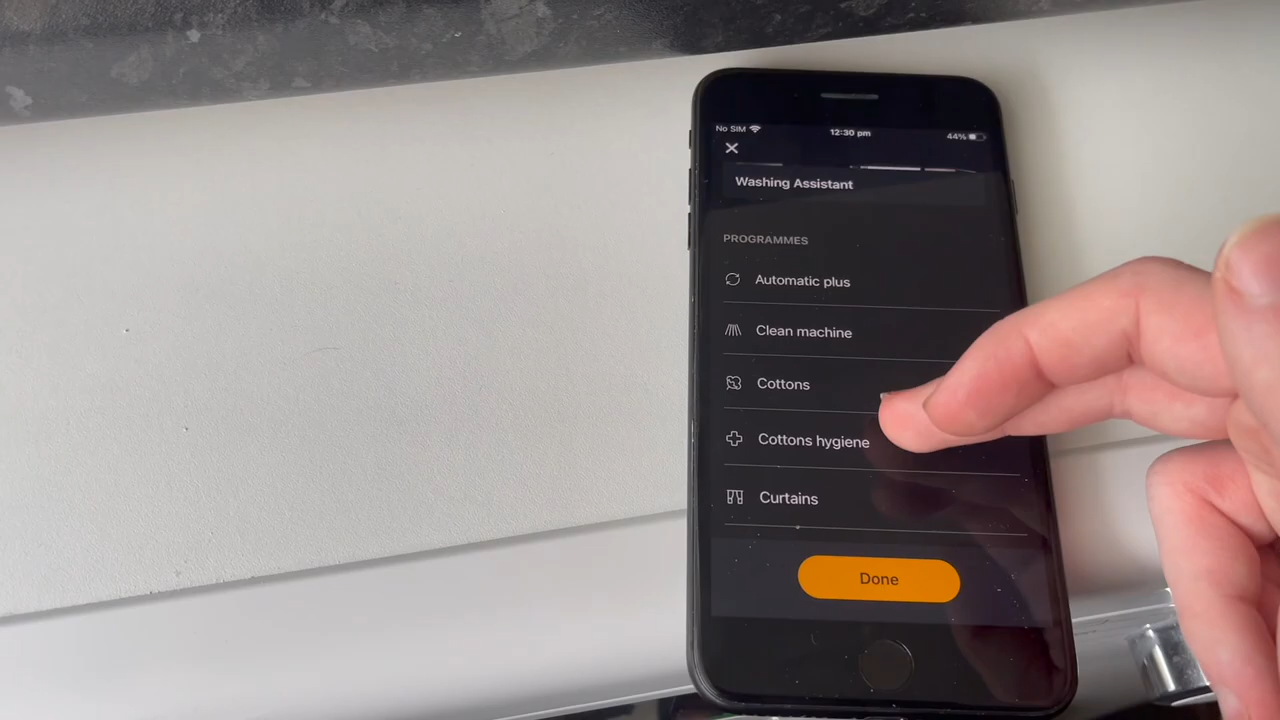 No SIM
12:30 pm
44%
Washing Assistant
PROGRAMMES
Automatic plus
Clean machine
Cottons
Cottons hygiene
Curtains
Done